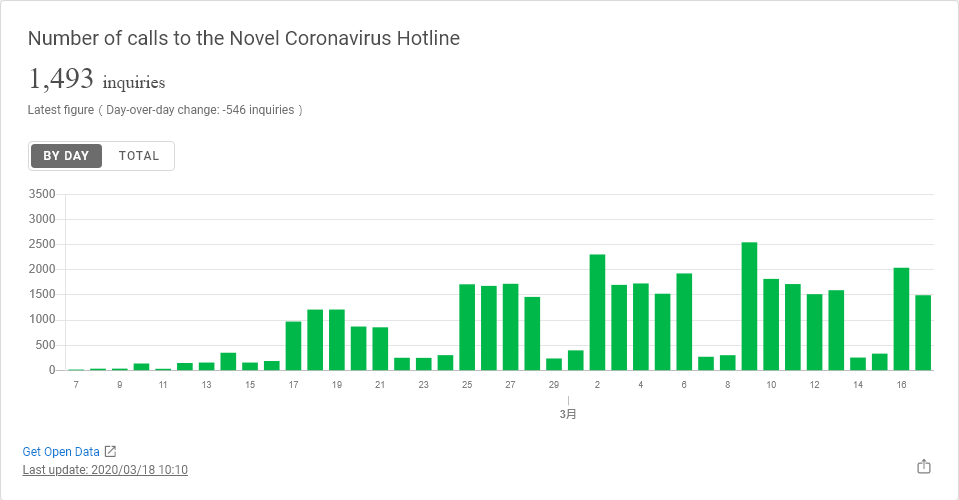 Number of calls to the Novel Coronavirus Hotline
1,493 inquiries
Latest figure ( Day-over-day change: -546 inquiries )
BY DAY TOTAL
3500
3000
2500
2000
1500
1000
500
0
7 9 11 13 15 17 19 21 23 25 27 29 2 4 6 8 10 12 14 16
3月
Get Open Data
Last update: 2020/03/18 10:10